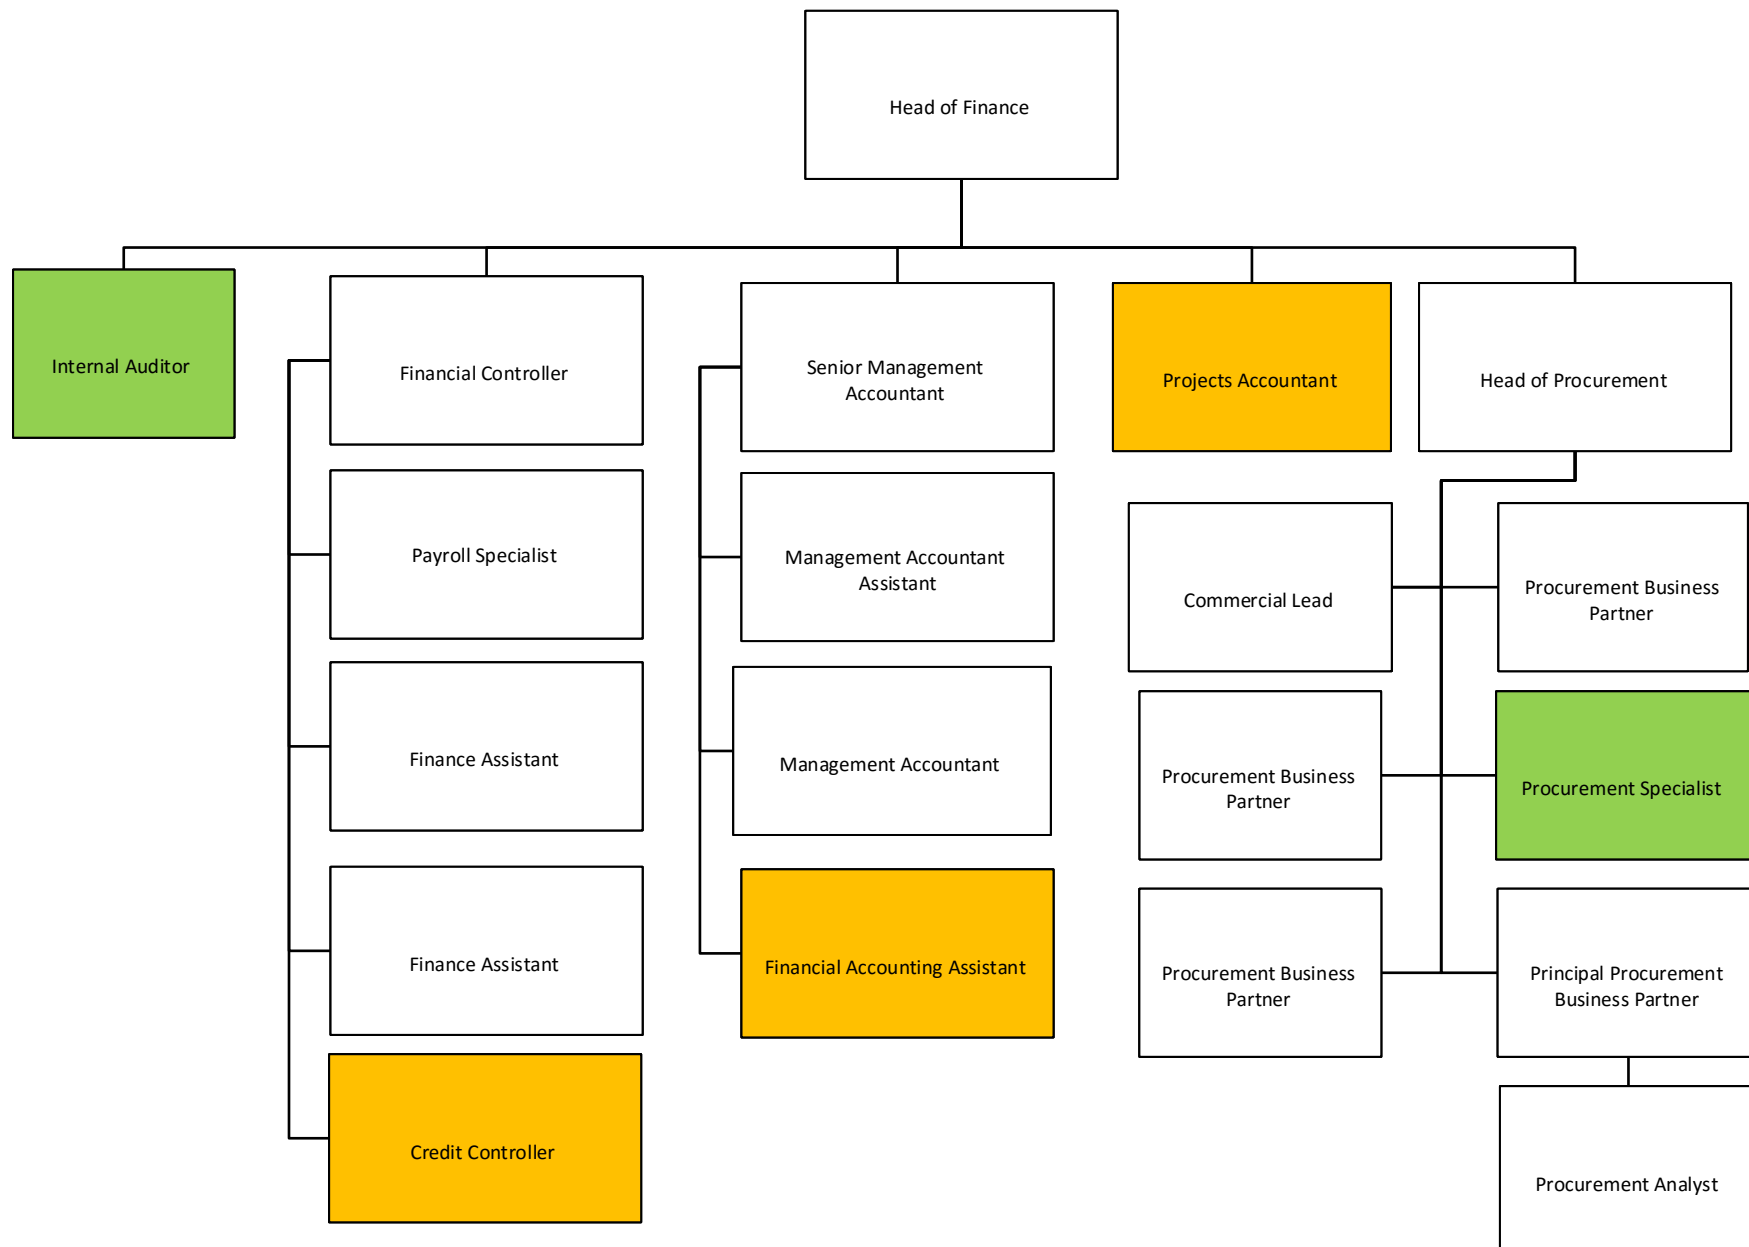 Head of Finance
Internal Auditor
Financial Controller
Senior Management
Accountant
Projects Accountant
Head of Procurement
Payroll Specialist
Management Accountant
Assistant
Commercial Lead
Procurement Business
Partner
Finance Assistant
Management Accountant
Procurement Business
Partner
Procurement Specialist
Finance Assistant
Financial Accounting Assistant
Procurement Business
Partner
Principal Procurement
Business Partner
Credit Controller
Procurement Analyst